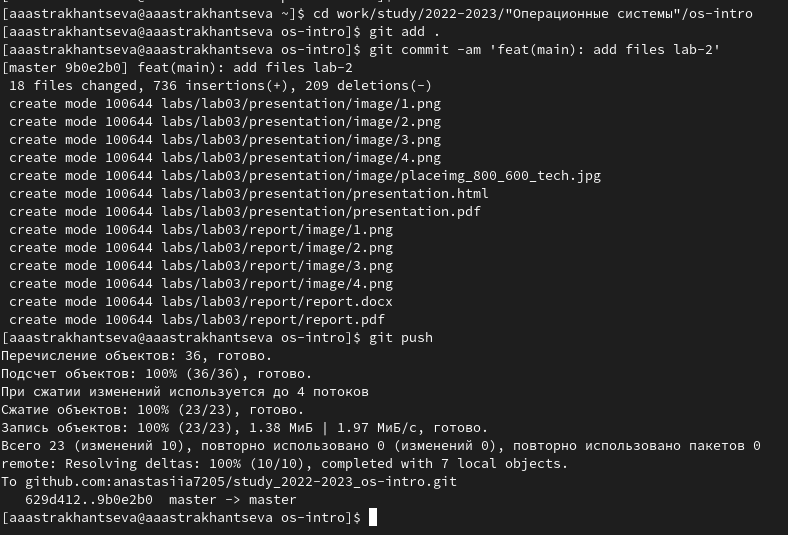 [aaastrakhantseva@aaastrakhantseva ~]$ cd work/study/2022-2023/"Операционные системы"/os-intro
[aaastrakhantseva@aaastrakhantseva os-intro]$ git add .
[aaastrakhantseva@aaastrakhantseva os-intro]$ git commit -am 'feat(main): add files lab-2'
[master 9b0e2b0] feat(main): add files lab-2
 18 files changed, 736 insertions(+), 209 deletions(-)
 create mode 100644 labs/lab03/presentation/image/1.png
 create mode 100644 labs/lab03/presentation/image/2.png
 create mode 100644 labs/lab03/presentation/image/3.png
 create mode 100644 labs/lab03/presentation/image/4.png
 create mode 100644 labs/lab03/presentation/image/placeimg_800_600_tech.jpg
 create mode 100644 labs/lab03/presentation/presentation.html
 create mode 100644 labs/lab03/presentation/presentation.pdf
 create mode 100644 labs/lab03/report/image/1.png
 create mode 100644 labs/lab03/report/image/2.png
 create mode 100644 labs/lab03/report/image/3.png
 create mode 100644 labs/lab03/report/image/4.png
 create mode 100644 labs/lab03/report/report.docx
 create mode 100644 labs/lab03/report/report.pdf
[aaastrakhantseva@aaastrakhantseva os-intro]$ git push
Перечисление объектов: 36, готово.
Подсчет объектов: 100% (36/36), готово.
При сжатии изменений используется до 4 потоков
Сжатие объектов: 100% (23/23), готово.
Запись объектов: 100% (23/23), 1.38 МиБ | 1.97 МиБ/с, готово.
Всего 23 (изменений 10), повторно использовано 0 (изменений 0), повторно использовано пакетов 0
remote: Resolving deltas: 100% (10/10), completed with 7 local objects.
To github.com:anastasiia7205/study_2022-2023_os-intro.git
   629d412..9b0e2b0  master -> master
[aaastrakhantseva@aaastrakhantseva os-intro]$